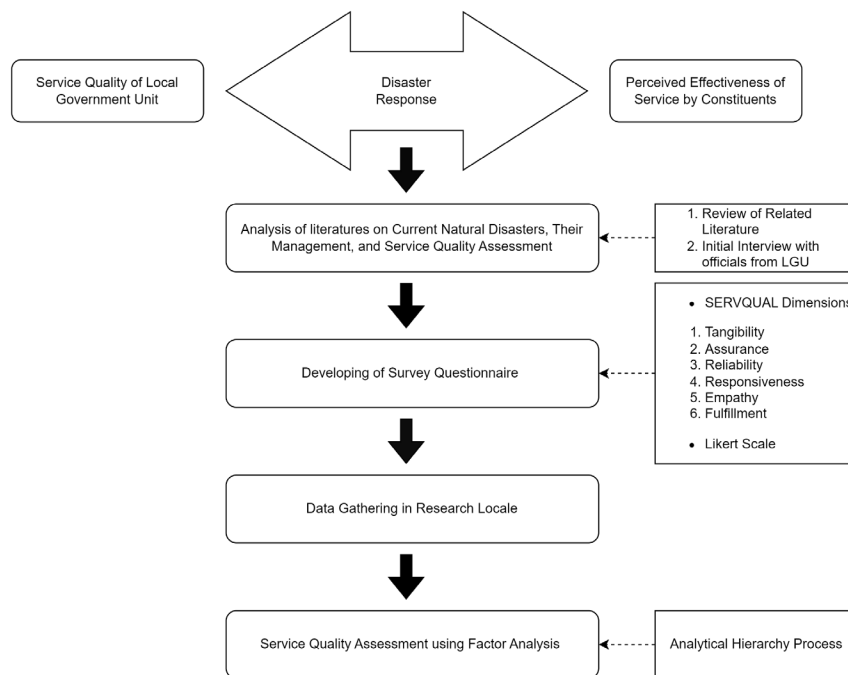 Service Quality of Local
Government Unit
Disaster
Response
Perceived Effectiveness of
Service by Constituents
Analysis of literatures on Current Natural Disasters, Their
Management, and Service Quality Assessment
1. Review of Related
Literature
2. Initial Interview with
officials from LGU
Developing of Survey Questionnaire
• SERVQUAL Dimensions
1. Tangibility
2. Assurance
3. Reliability
4. Responsiveness
5. Empathy
6. Fulfillment
• Likert Scale
Data Gathering in Research Locale
Service Quality Assessment using Factor Analysis
Analytical Hierarchy Process